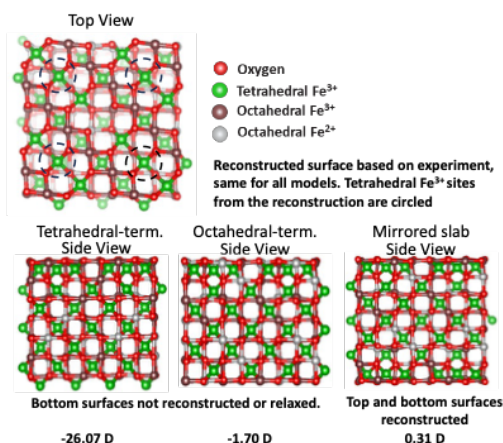 Top View
Oxygen
Tetrahedral Fe³⁺
Octahedral Fe³⁺
Octahedral Fe²⁺
Reconstructed surface based on experiment,
same for all models. Tetrahedral Fe³⁺ sites
from the reconstruction are circled
Tetrahedral-term.
Side View
Octahedral-term.
Side View
Mirrored slab
Side View
Bottom surfaces not reconstructed or relaxed.
Top and bottom surfaces
reconstructed
-26.07 D
-1.70 D
0.31 D